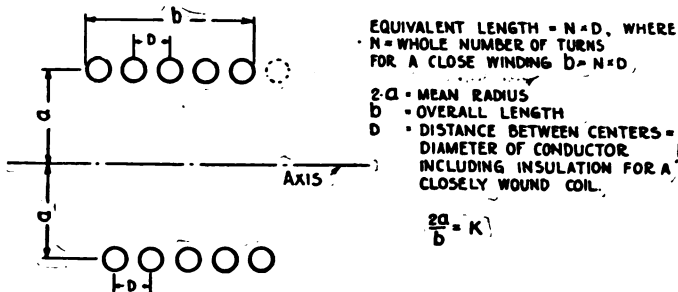 b
D
a
a
AXIS
D
EQUIVALENT LENGTH = N×D, WHERE
N = WHOLE NUMBER OF TURNS
FOR A CLOSE WINDING b = N×D,
2·a = MEAN RADIUS
b = OVERALL LENGTH
D = DISTANCE BETWEEN CENTERS =
DIAMETER OF CONDUCTOR
INCLUDING INSULATION FOR A
CLOSELY WOUND COIL.
2a/b = K